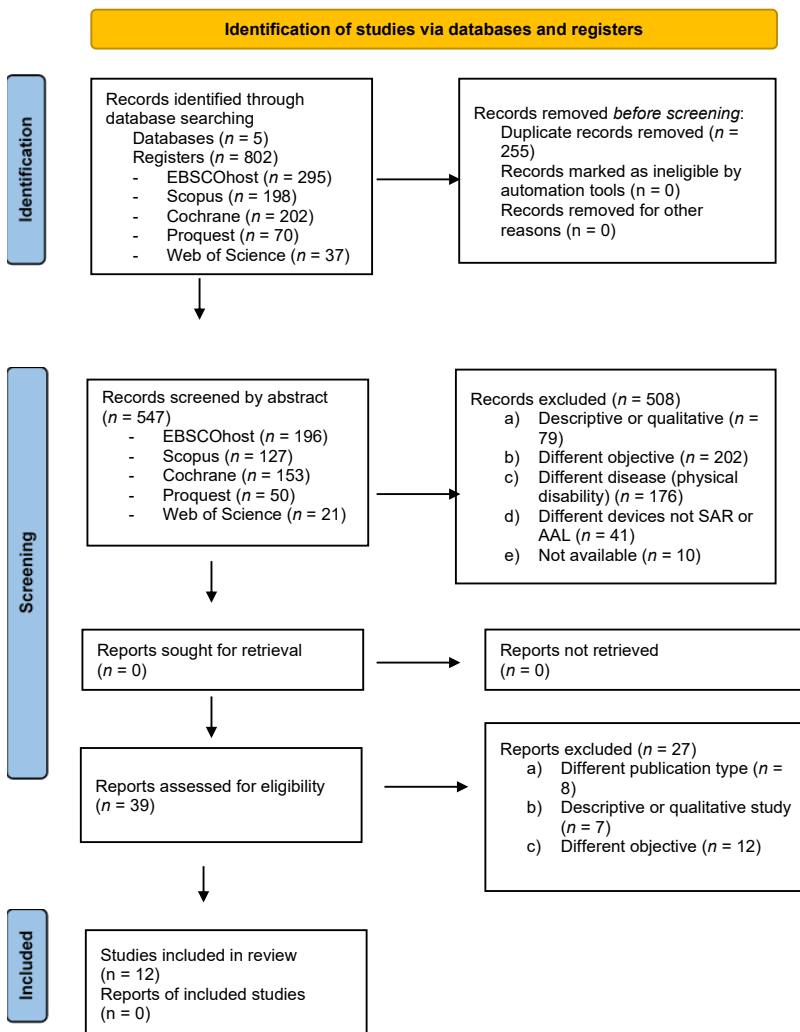 Identification of studies via databases and registers
Identification
Records identified through
database searching
Databases (n = 5)
Registers (n = 802)
- EBSCOhost (n = 295)
- Scopus (n = 198)
- Cochrane (n = 202)
- Proquest (n = 70)
- Web of Science (n = 37)
Records removed before screening:
Duplicate records removed (n =
255)
Records marked as ineligible by
automation tools (n = 0)
Records removed for other
reasons (n = 0)
Screening
Records screened by abstract
(n = 547)
- EBSCOhost (n = 196)
- Scopus (n = 127)
- Cochrane (n = 153)
- Proquest (n = 50)
- Web of Science (n = 21)
Records excluded (n = 508)
a) Descriptive or qualitative (n =
79)
b) Different objective (n = 202)
c) Different disease (physical
disability) (n = 176)
d) Different devices not SAR or
AAL (n = 41)
e) Not available (n = 10)
Reports sought for retrieval
(n = 0)
Reports not retrieved
(n = 0)
Reports assessed for eligibility
(n = 39)
Reports excluded (n = 27)
a) Different publication type (n =
8)
b) Descriptive or qualitative study
(n = 7)
c) Different objective (n = 12)
Included
Studies included in review
(n = 12)
Reports of included studies
(n = 0)